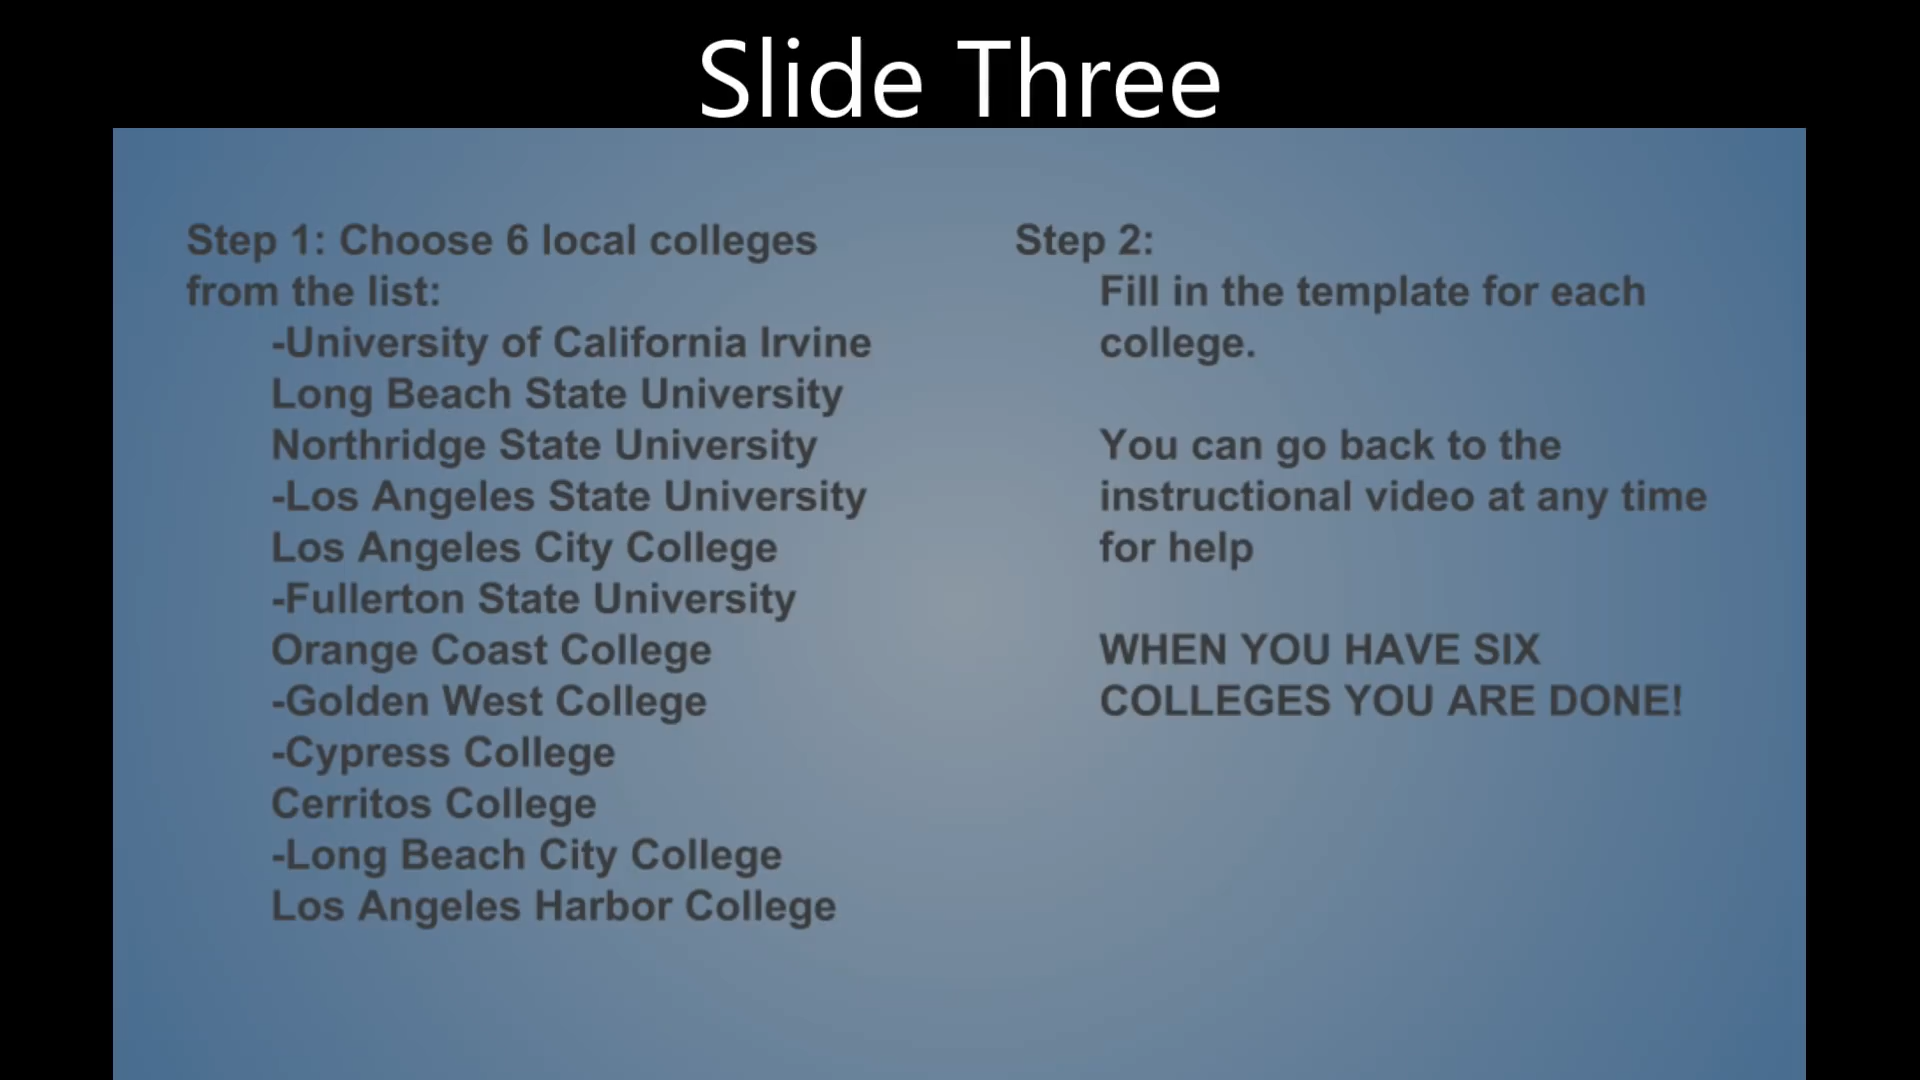 Slide Three
Step 1: Choose 6 local colleges
from the list:
-University of California Irvine
Long Beach State University
Northridge State University
-Los Angeles State University
Los Angeles City College
-Fullerton State University
Orange Coast College
-Golden West College
-Cypress College
Cerritos College
-Long Beach City College
Los Angeles Harbor College
Step 2:
Fill in the template for each
college.
You can go back to the
instructional video at any time
for help
WHEN YOU HAVE SIX
COLLEGES YOU ARE DONE!